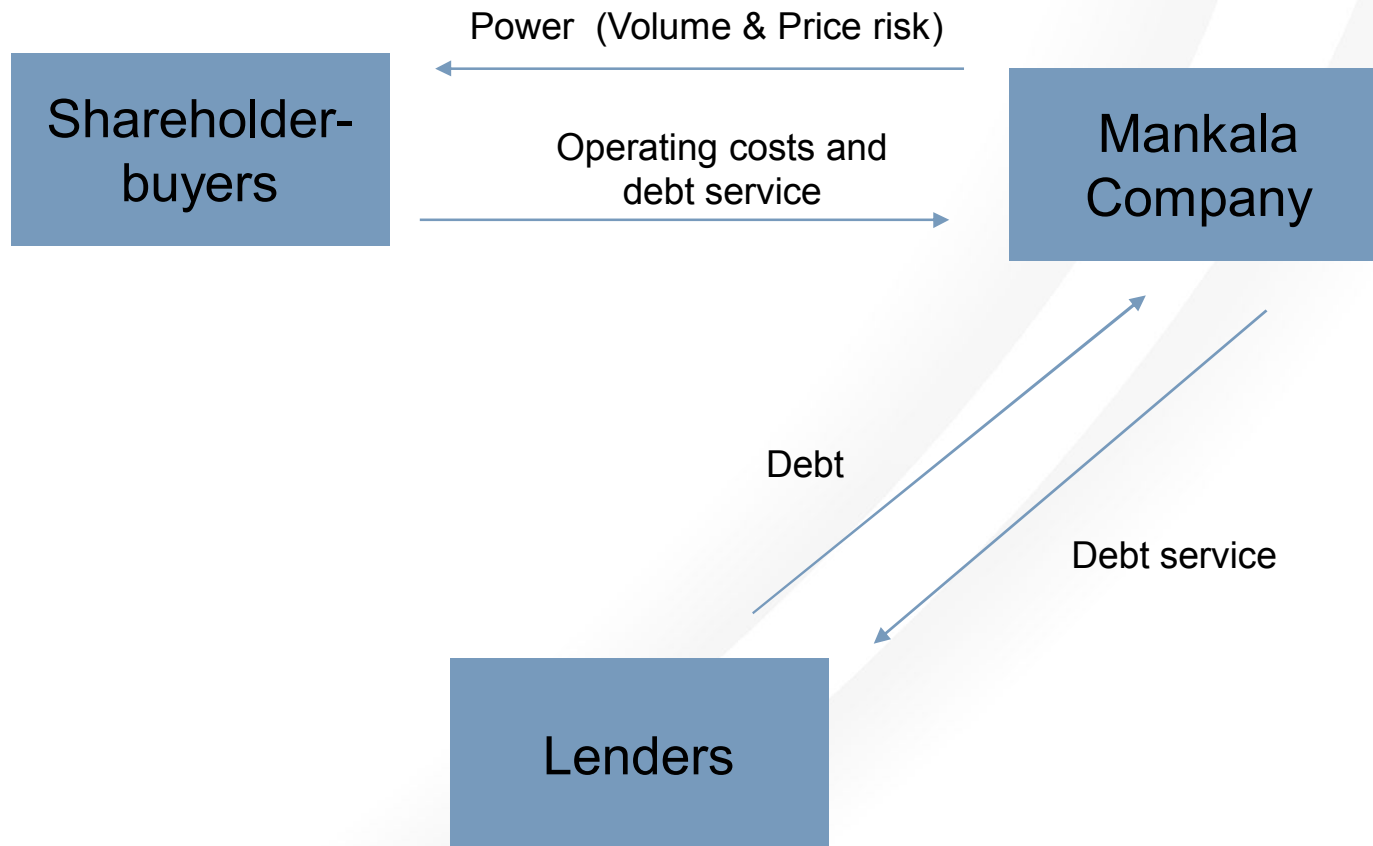 Power (Volume & Price risk)
Shareholder-
buyers
Operating costs and
debt service
Mankala
Company
Debt
Debt service
Lenders